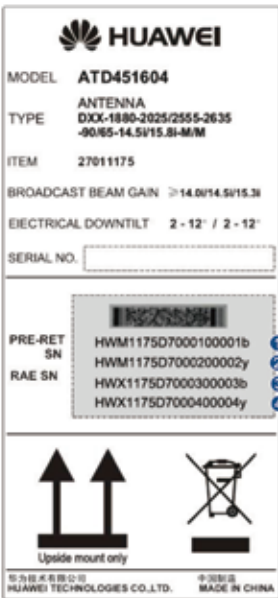 HUAWEI
MODEL ATD451604
TYPE ANTENNA
DXX-1880-2025/2555-2635
-90/65-14.5i/15.8i-M/M
ITEM 27011175
BROADCAST BEAM GAIN ≥14.0i/14.5i/15.3i
ElECTRICAL DOWNTILT 2 - 12° / 2 - 12°
SERIAL NO.
PRE-RET SN HWM1175D7000100001b
HWM1175D7000200002y
RAE SN HWX1175D7000300003b
HWX1175D7000400004y
Upside mount only
华为技术有限公司 中国制造
HUAWEI TECHNOLOGIES CO.,LTD. MADE IN CHINA